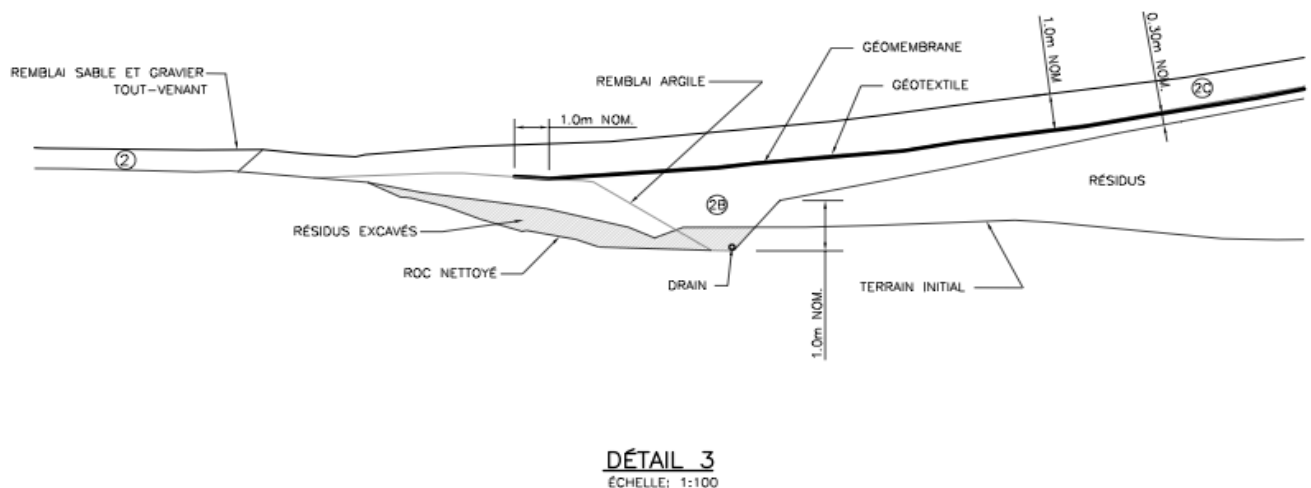 REMBLAI SABLE ET GRAVIER
TOUT-VENANT
2
1.0m NOM.
REMBLAI ARGILE
GÉOMEMBRANE
GÉOTEXTILE
1.0m NOM
0.30m NOM.
2C
RÉSIDUS
2B
RÉSIDUS EXCAVÉS
ROC NETTOYÉ
DRAIN
1.0m NOM.
TERRAIN INITIAL
DÉTAIL 3
ÉCHELLE: 1:100